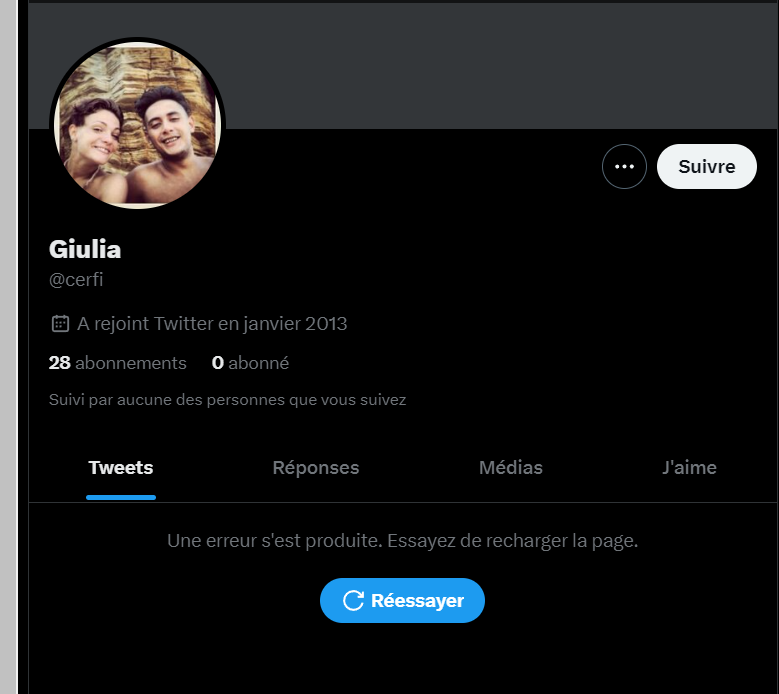 Suivre
Giulia
@cerfi
A rejoint Twitter en janvier 2013
28 abonnements 0 abonné
Suivi par aucune des personnes que vous suivez
Tweets Réponses Médias J'aime
Une erreur s'est produite. Essayez de recharger la page.
Réessayer